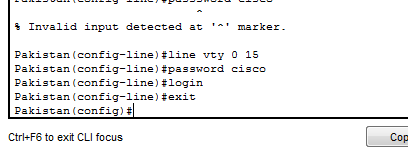 Pakistan(config-line)#password cisco
^
% Invalid input detected at '^' marker.
Pakistan(config-line)#line vty 0 15
Pakistan(config-line)#password cisco
Pakistan(config-line)#login
Pakistan(config-line)#exit
Pakistan(config)#
Ctrl+F6 to exit CLI focus
Cop